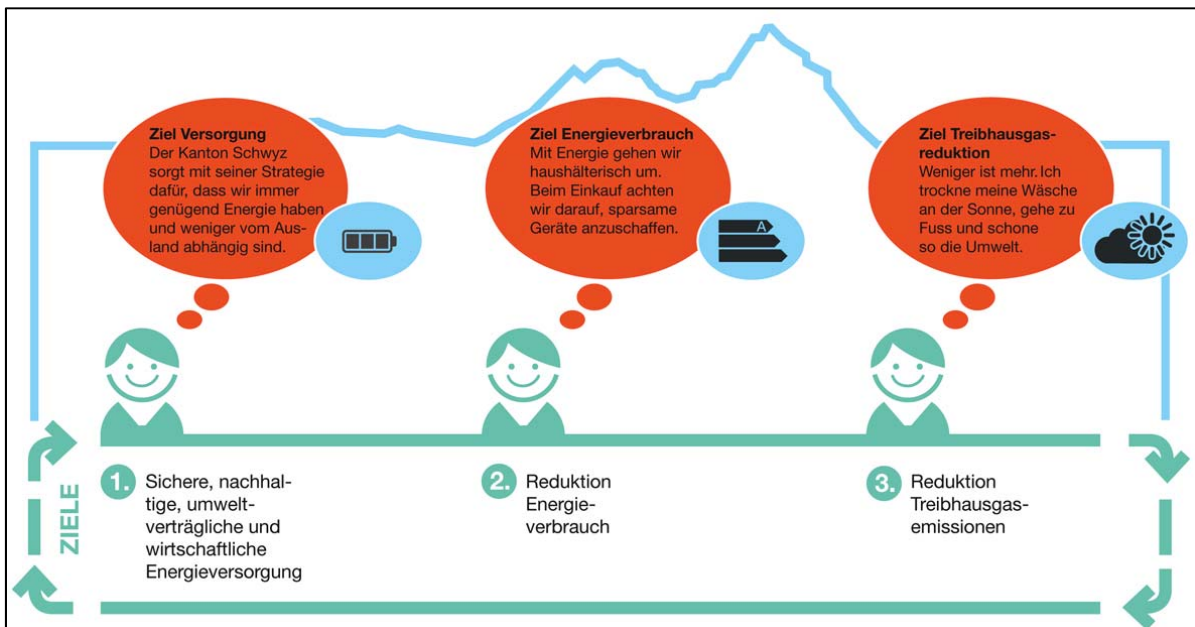 Ziel Versorgung
Der Kanton Schwyz
sorgt mit seiner Strategie
dafür, dass wir immer
genügend Energie haben
und weniger vom Aus-
land abhängig sind.
Ziel Energieverbrauch
Mit Energie gehen wir
haushälterisch um.
Beim Einkauf achten
wir darauf, sparsame
Geräte anzuschaffen.
A
Ziel Treibhausgas-
reduktion
Weniger ist mehr. Ich
trockne meine Wäsche
an der Sonne, gehe zu
Fuss und schone
so die Umwelt.
ZIELE
1. Sichere, nachhal-
tige, umwelt-
verträgliche und
wirtschaftliche
Energieversorgung
2. Reduktion
Energie-
verbrauch
3. Reduktion
Treibhausgas-
emissionen